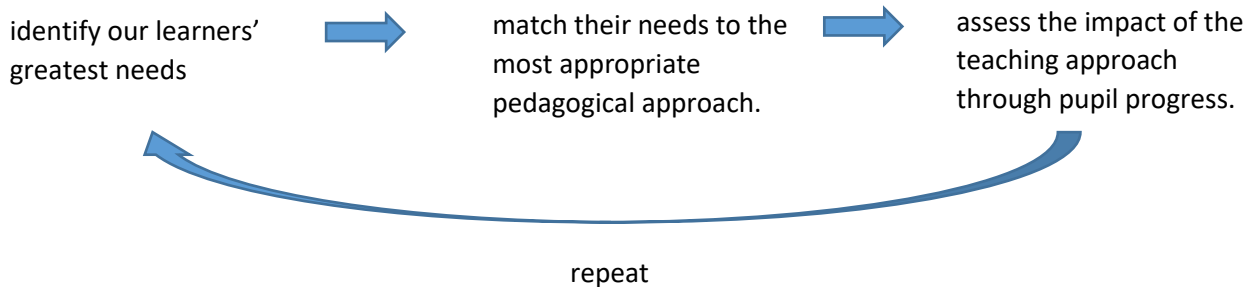 identify our learners’
greatest needs
match their needs to the
most appropriate
pedagogical approach.
assess the impact of the
teaching approach
through pupil progress.
repeat